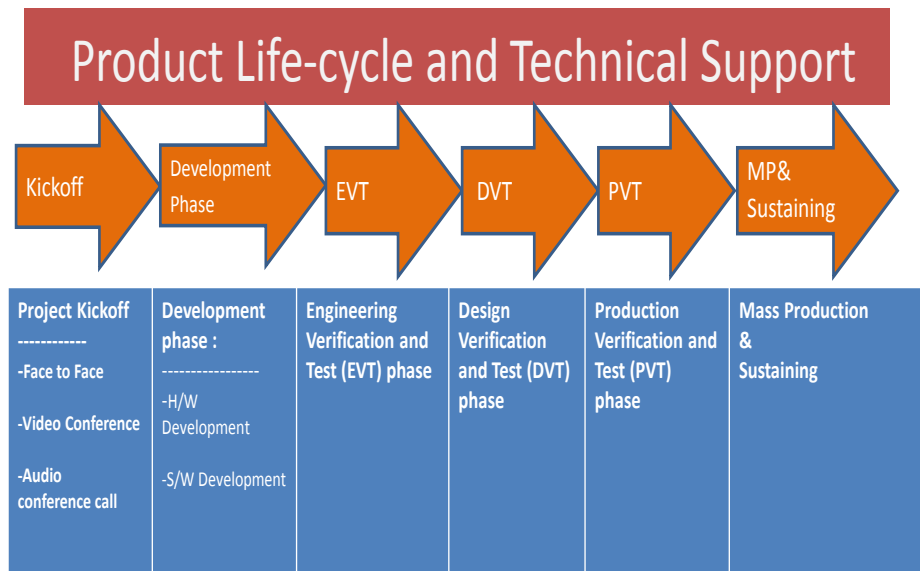 Product Life-cycle and Technical Support
Kickoff
Development
Phase
EVT
DVT
PVT
MP&
Sustaining
Project Kickoff
------------
-Face to Face
-Video Conference
-Audio
conference call
Development
phase :
-----------------
-H/W
Development
-S/W Development
Engineering
Verification and
Test (EVT) phase
Design
Verification
and Test (DVT)
phase
Production
Verification and
Test (PVT)
phase
Mass Production
&
Sustaining